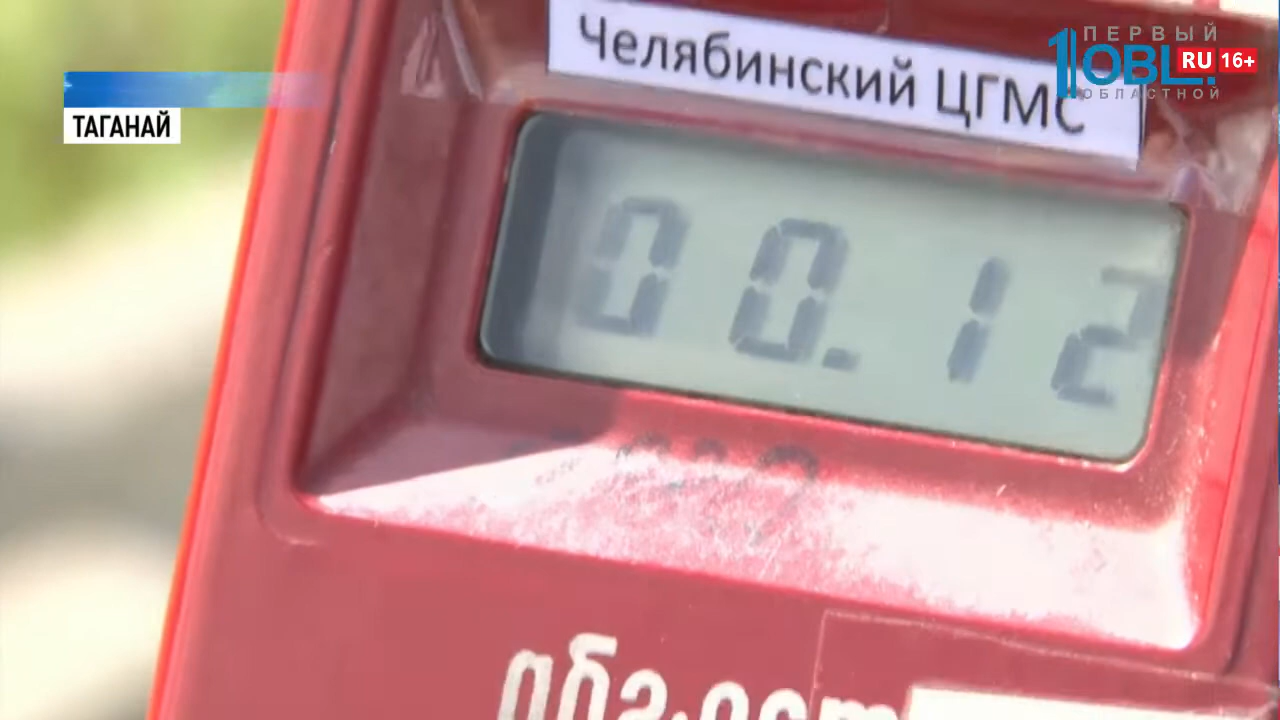 ПЕРВЫЙ
1OBL. RU 16+
ОБЛАСТНОЙ
ТАГАНАЙ
Челябинский ЦГМС
00.12